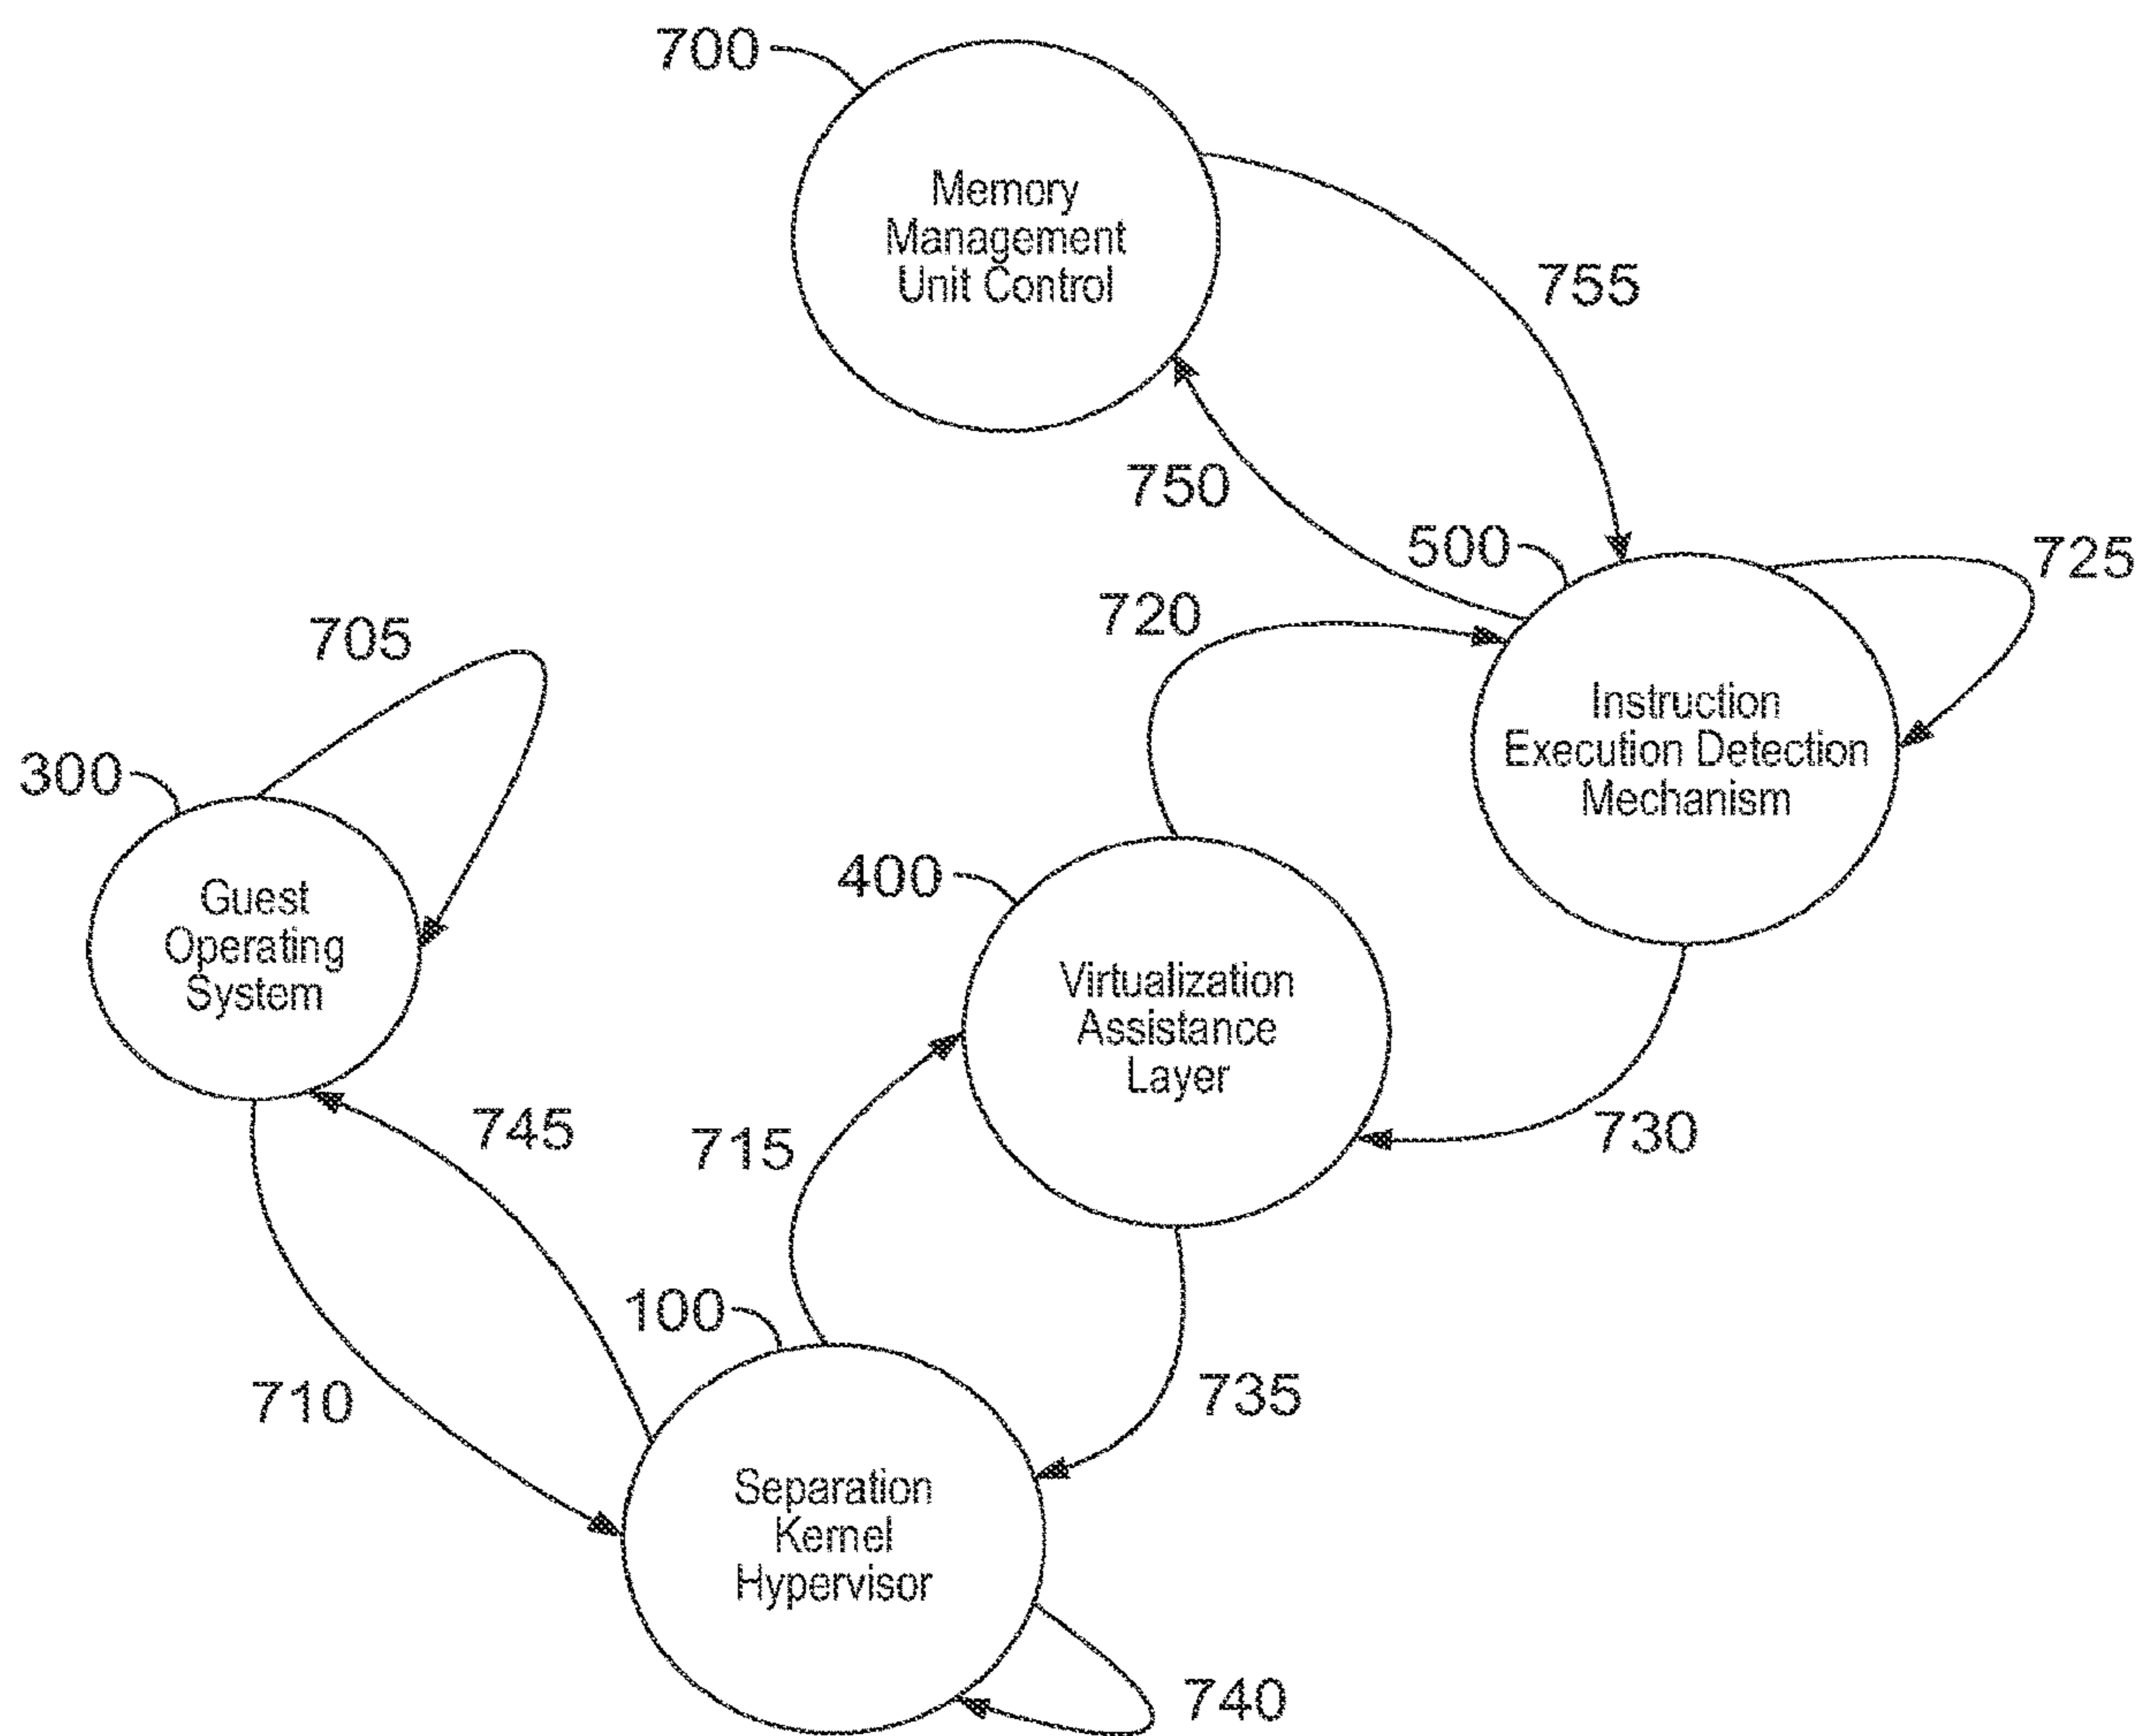 700
Memory
Management
Unit Control
755
750
500
725
720
705
Instruction
Execution Detection
Mechanism
300
400
Guest
Operating
System
Virtualization
Assistance
Layer
745
715
730
100
710
735
Separation
Kernel
Hypervisor
740